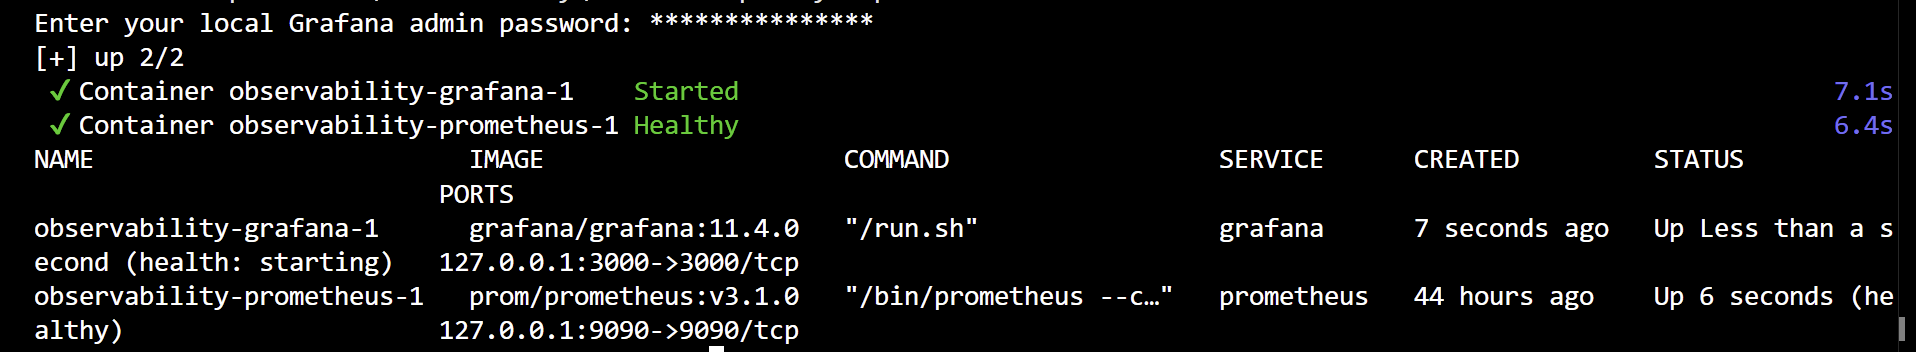 Enter your local Grafana admin password: ***************
[+] up 2/2
✔ Container observability-grafana-1    Started    7.1s
✔ Container observability-prometheus-1 Healthy    6.4s
NAME    IMAGE    COMMAND    SERVICE    CREATED    STATUS
PORTS
observability-grafana-1    grafana/grafana:11.4.0    "/run.sh"    grafana    7 seconds ago    Up Less than a s
econd (health: starting)    127.0.0.1:3000->3000/tcp
observability-prometheus-1    prom/prometheus:v3.1.0    "/bin/prometheus --c…"    prometheus    44 hours ago    Up 6 seconds (he
althy)    127.0.0.1:9090->9090/tcp